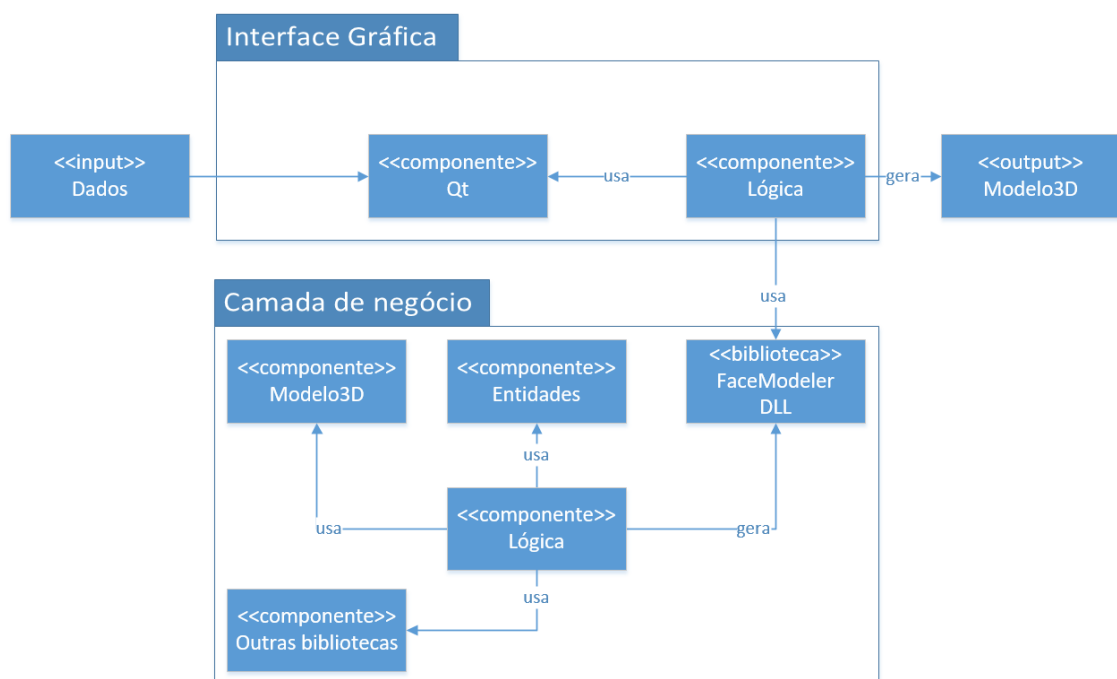 Interface Gráfica
<<input>>
Dados
<<componente>>
Qt
usa
<<componente>>
Lógica
gera
<<output>>
Modelo3D
usa
Camada de negócio
<<componente>>
Modelo3D
<<componente>>
Entidades
<<biblioteca>>
FaceModeler
DLL
usa
usa
<<componente>>
Lógica
gera
usa
<<componente>>
Outras bibliotecas